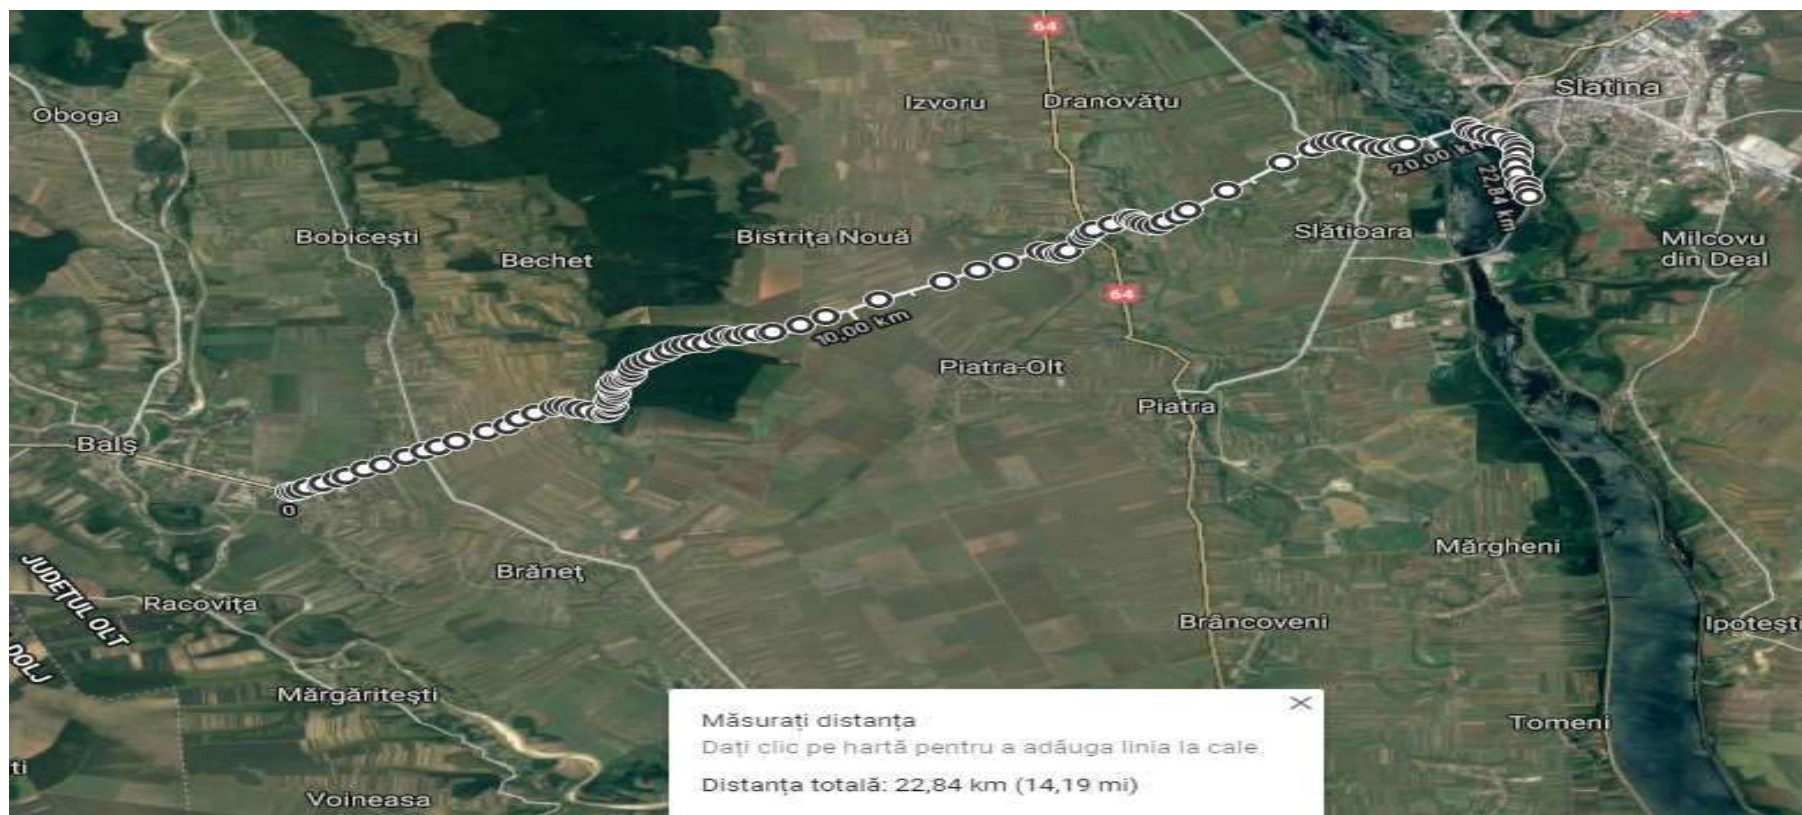 64
Slatina
Izvoru
Dranovățu
Oboga
20,00 km
22,84 km
Bobicești
Bistrița Nouă
Slătioara
Milcovu
din Deal
Bechet
64
10,00 km
Piatra-Olt
Piatra
Balș
0
Mărgheni
Brăneț
JUDEȚUL OLT
Racovița
DOLJ
Brâncoveni
Ipotești
Mărgăritești
Tomeni
ti
Voineasa
Măsurați distanța
Dați clic pe hartă pentru a adăuga linia la cale
Distanța totală: 22,84 km (14,19 mi)